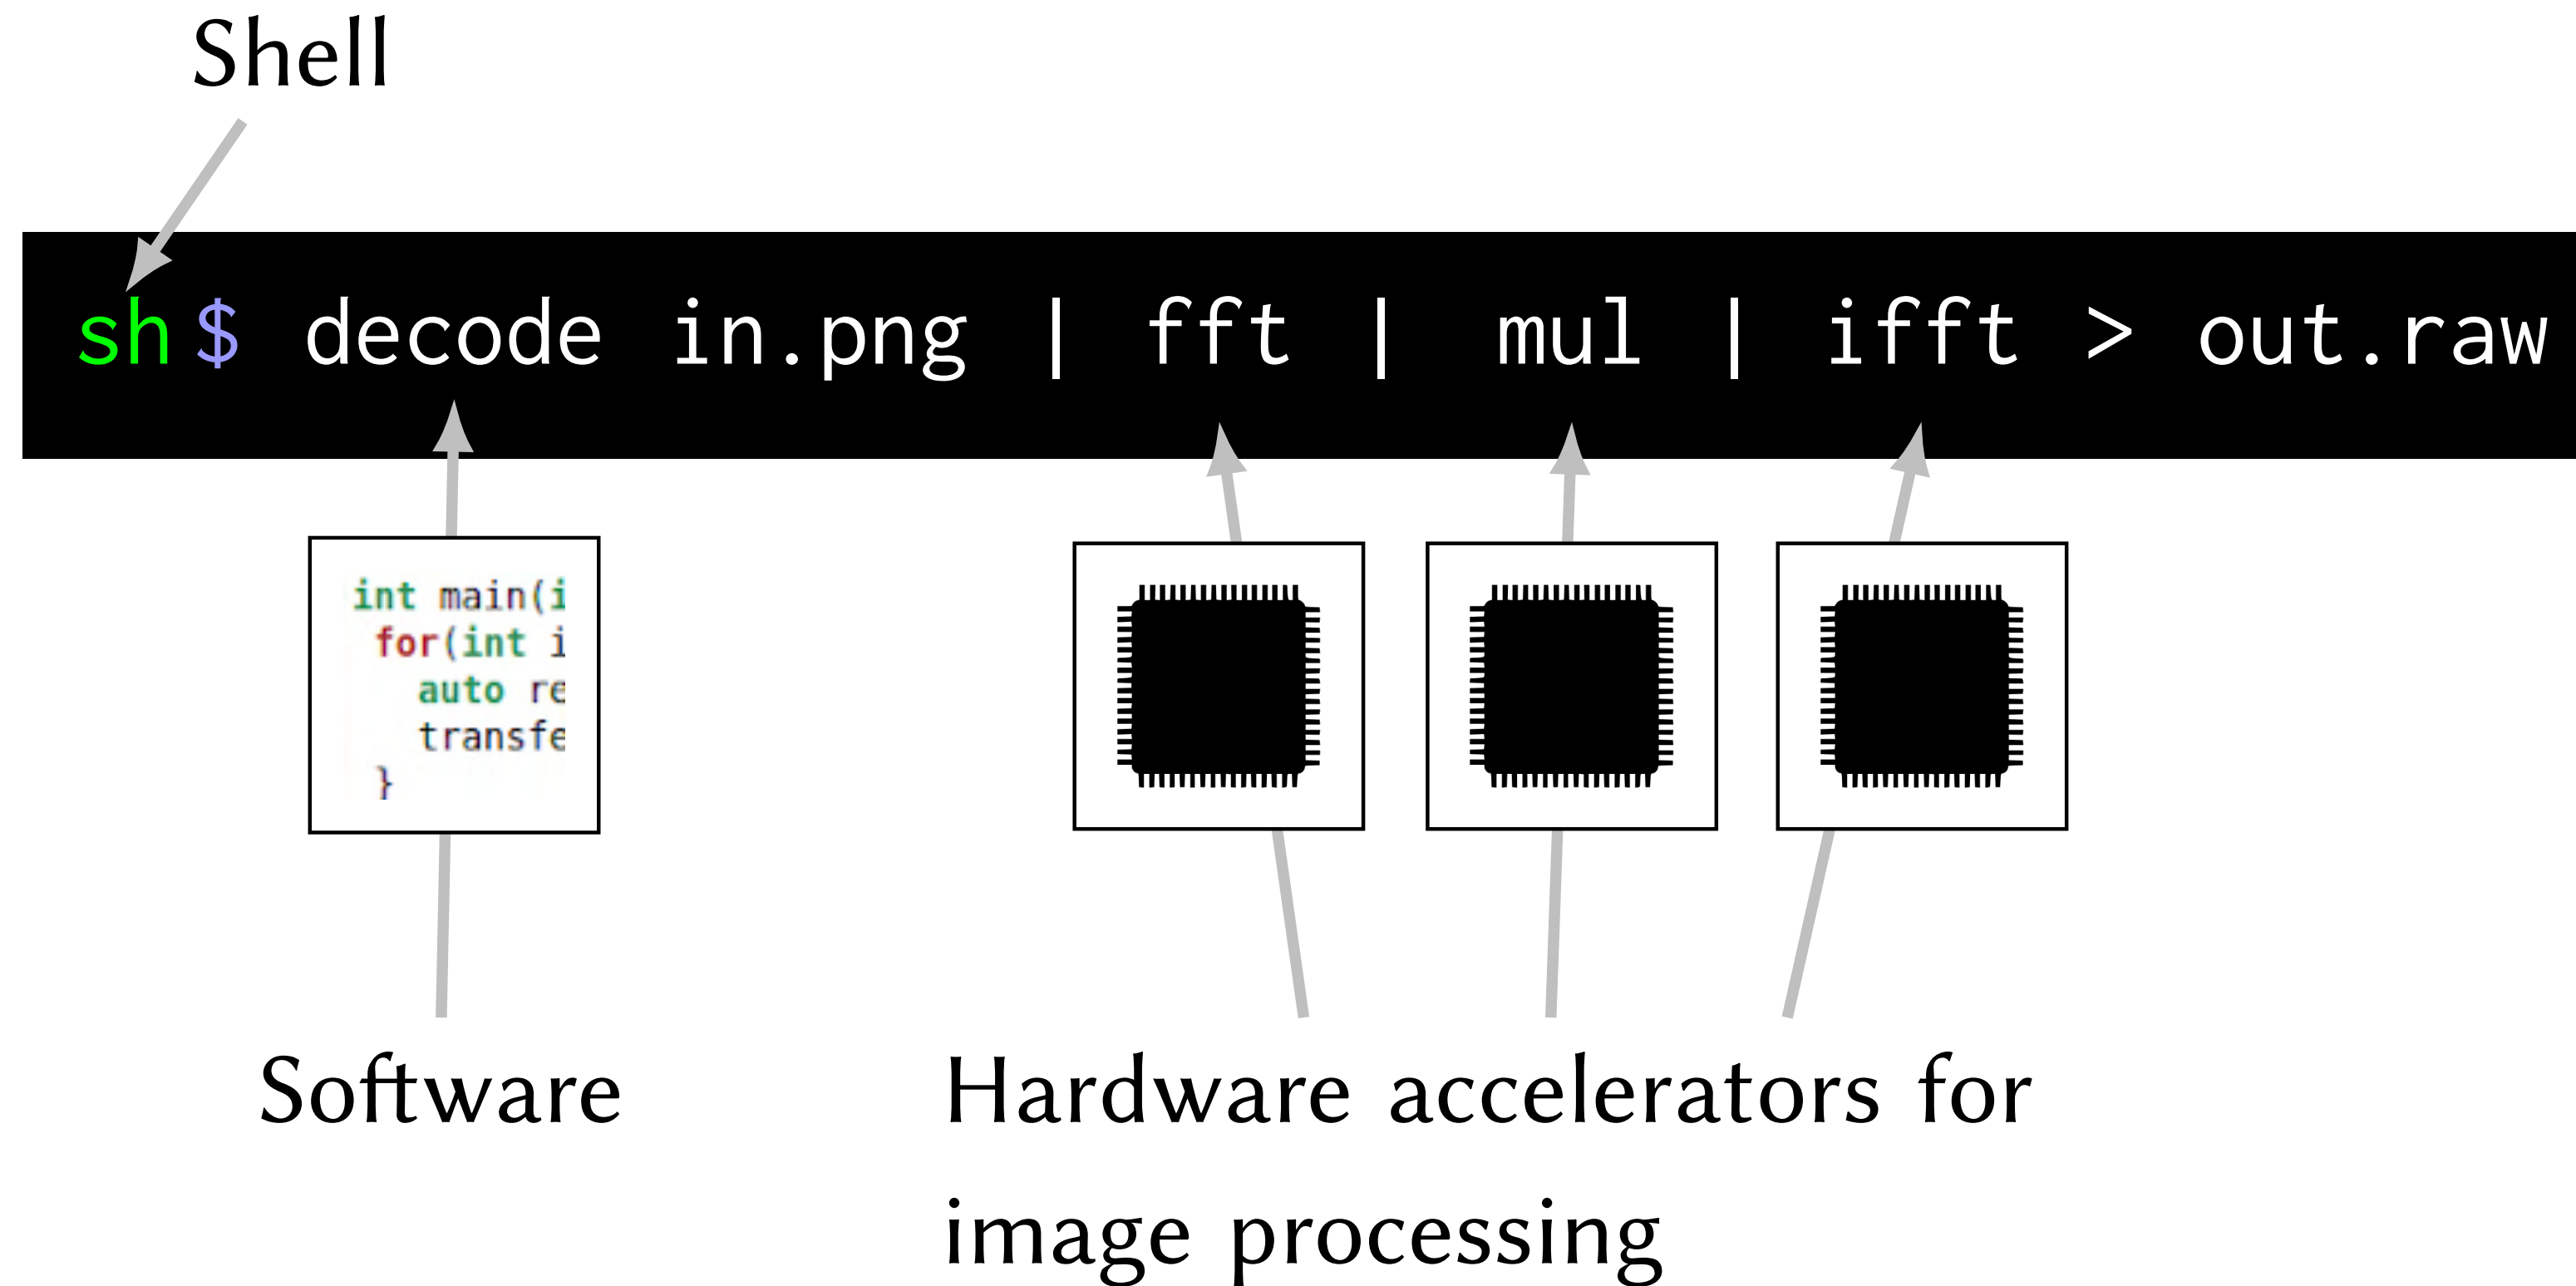 Shell
sh$ decode in.png | fft | mul | ifft > out.raw
int main(i
for(int i
auto re
transfe
}
Software
Hardware accelerators for
image processing